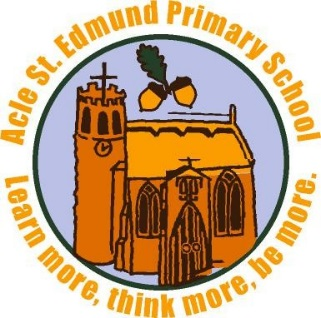 Acle St. Edmund Primary School
Learn more, think more, be more.